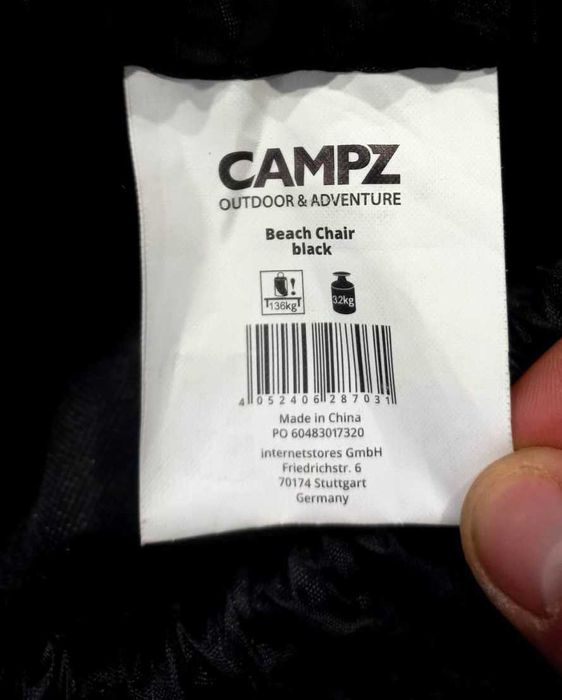 CAMPZ
OUTDOOR & ADVENTURE
Beach Chair
black
136kg
3.2kg
4 052406 287031
Made in China
PO 60483017320
internetstores GmbH
Friedrichstr. 6
70174 Stuttgart
Germany